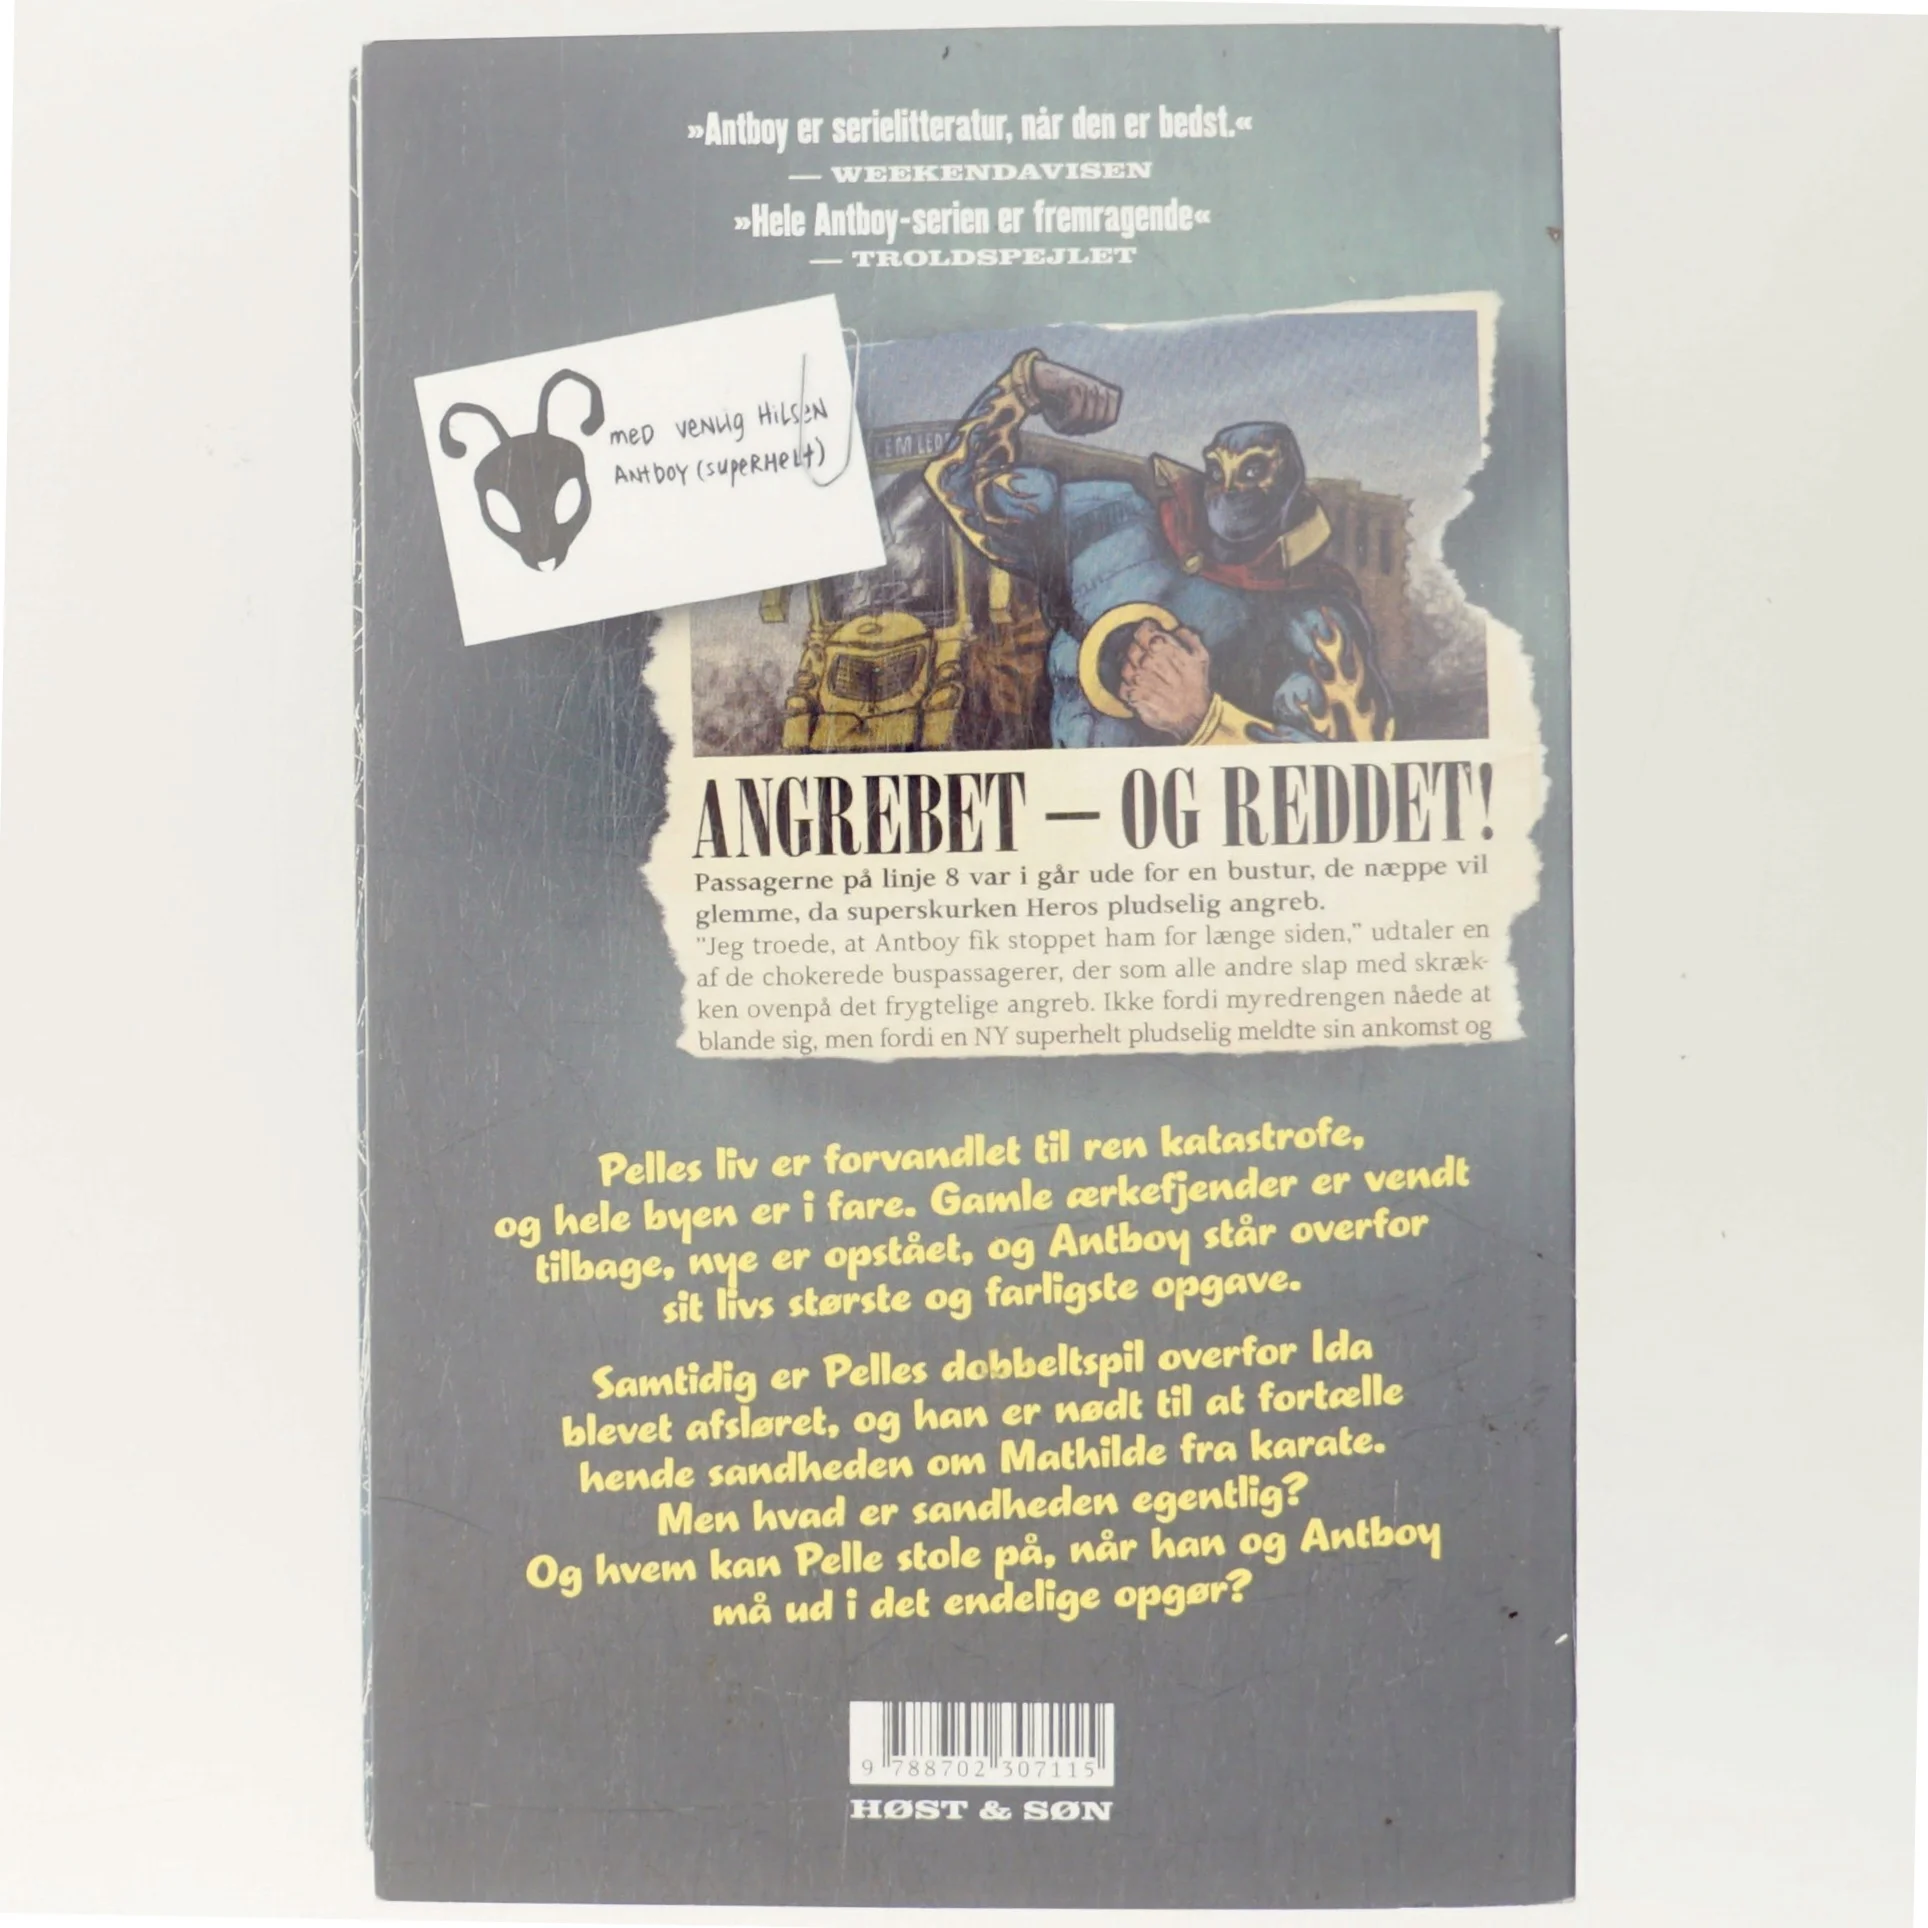 »Antboy er serielitteratur, når den er bedst.«
— WEEKENDAVISEN
»Hele Antboy-serien er fremragende«
— TROLDSPEJLET
MED VENLIG HILSEN
ANTBOY (SUPERHELT)
LEM LED
ANGREBET — OG REDDET!
Passagerne på linje 8 var i går ude for en bustur, de næppe vil
glemme, da superskurken Heros pludselig angreb.
"Jeg troede, at Antboy fik stoppet ham for længe siden," udtaler en
af de chokerede buspassagerer, der som alle andre slap med skræk-
ken ovenpå det frygtelige angreb. Ikke fordi myredrengen nåede at
blande sig, men fordi en NY superhelt pludselig meldte sin ankomst og
Pelles liv er forvandlet til ren katastrofe,
og hele byen er i fare. Gamle ærkefjender er vendt
tilbage, nye er opstået, og Antboy står overfor
sit livs største og farligste opgave.
Samtidig er Pelles dobbeltspil overfor Ida
blevet afsløret, og han er nødt til at fortælle
hende sandheden om Mathilde fra karate.
Men hvad er sandheden egentlig?
Og hvem kan Pelle stole på, når han og Antboy
må ud i det endelige opgør?
9 788702 307115
HØST & SØN